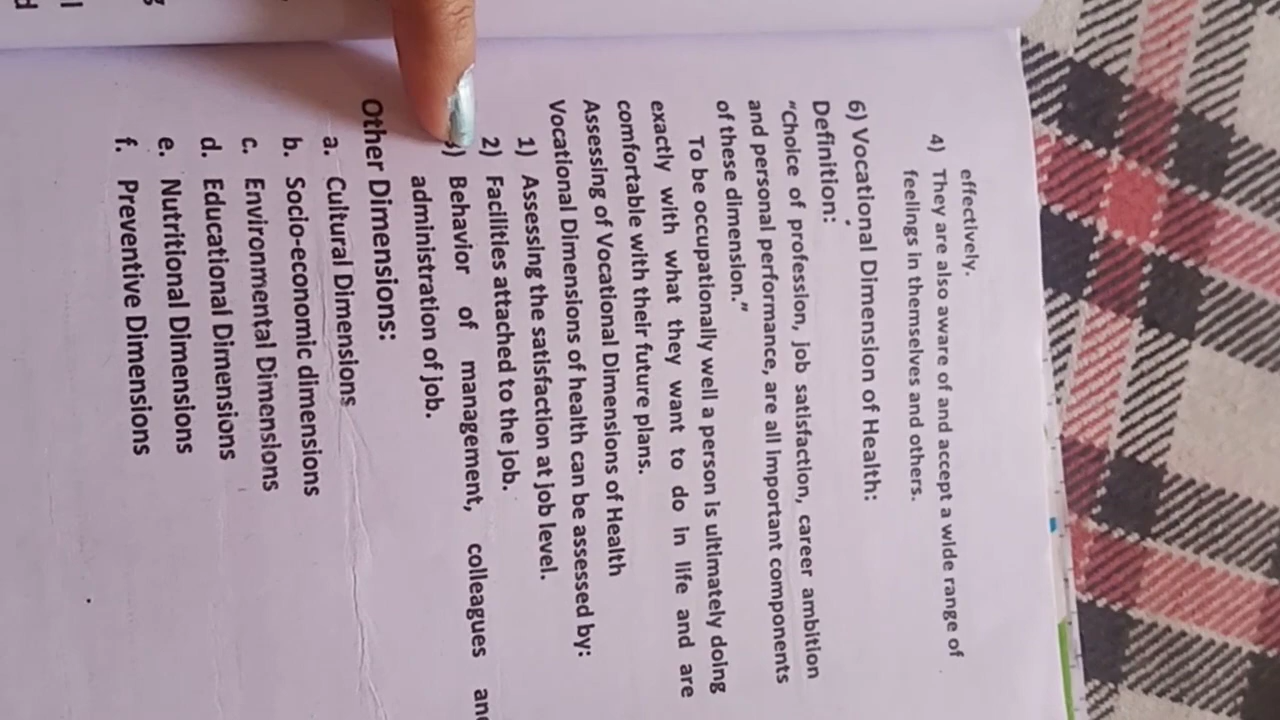 effectively.
4) They are also aware of and accept a wide range of
feelings in themselves and others.
6) Vocational Dimension of Health:
Definition:
“Choice of profession, job satisfaction, career ambition
and personal performance, are all Important components
of these dimension.”
To be occupationally well a person is ultimately doing
exactly with what they want to do in life and are
comfortable with their future plans.
Assessing of Vocational Dimensions of Health
Vocational Dimensions of health can be assessed by:
1) Assessing the satisfaction at job level.
2) Facilities attached to the job.
3) Behavior of management, colleagues and
administration of job.
Other Dimensions:
a. Cultural Dimensions
b. Socio-economic dimensions
c. Environmental Dimensions
d. Educational Dimensions
e. Nutritional Dimensions
f. Preventive Dimensions